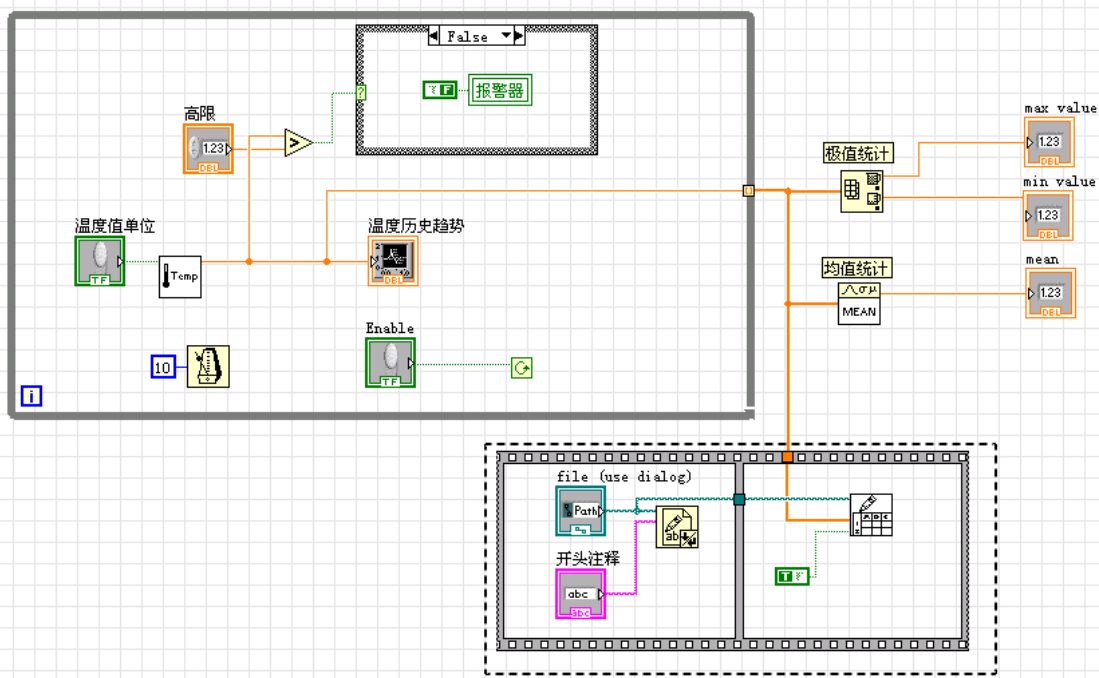 False
报警器
高限
1.23
DBL
>
?
温度值单位
TF
Temp
温度历史趋势
DBL
10
Enable
TF
i
极值统计
max value
1.23
DBL
min value
1.23
DBL
均值统计
σμ
MEAN
mean
1.23
DBL
file (use dialog)
Path
开头注释
abc
abc
ab
T
F